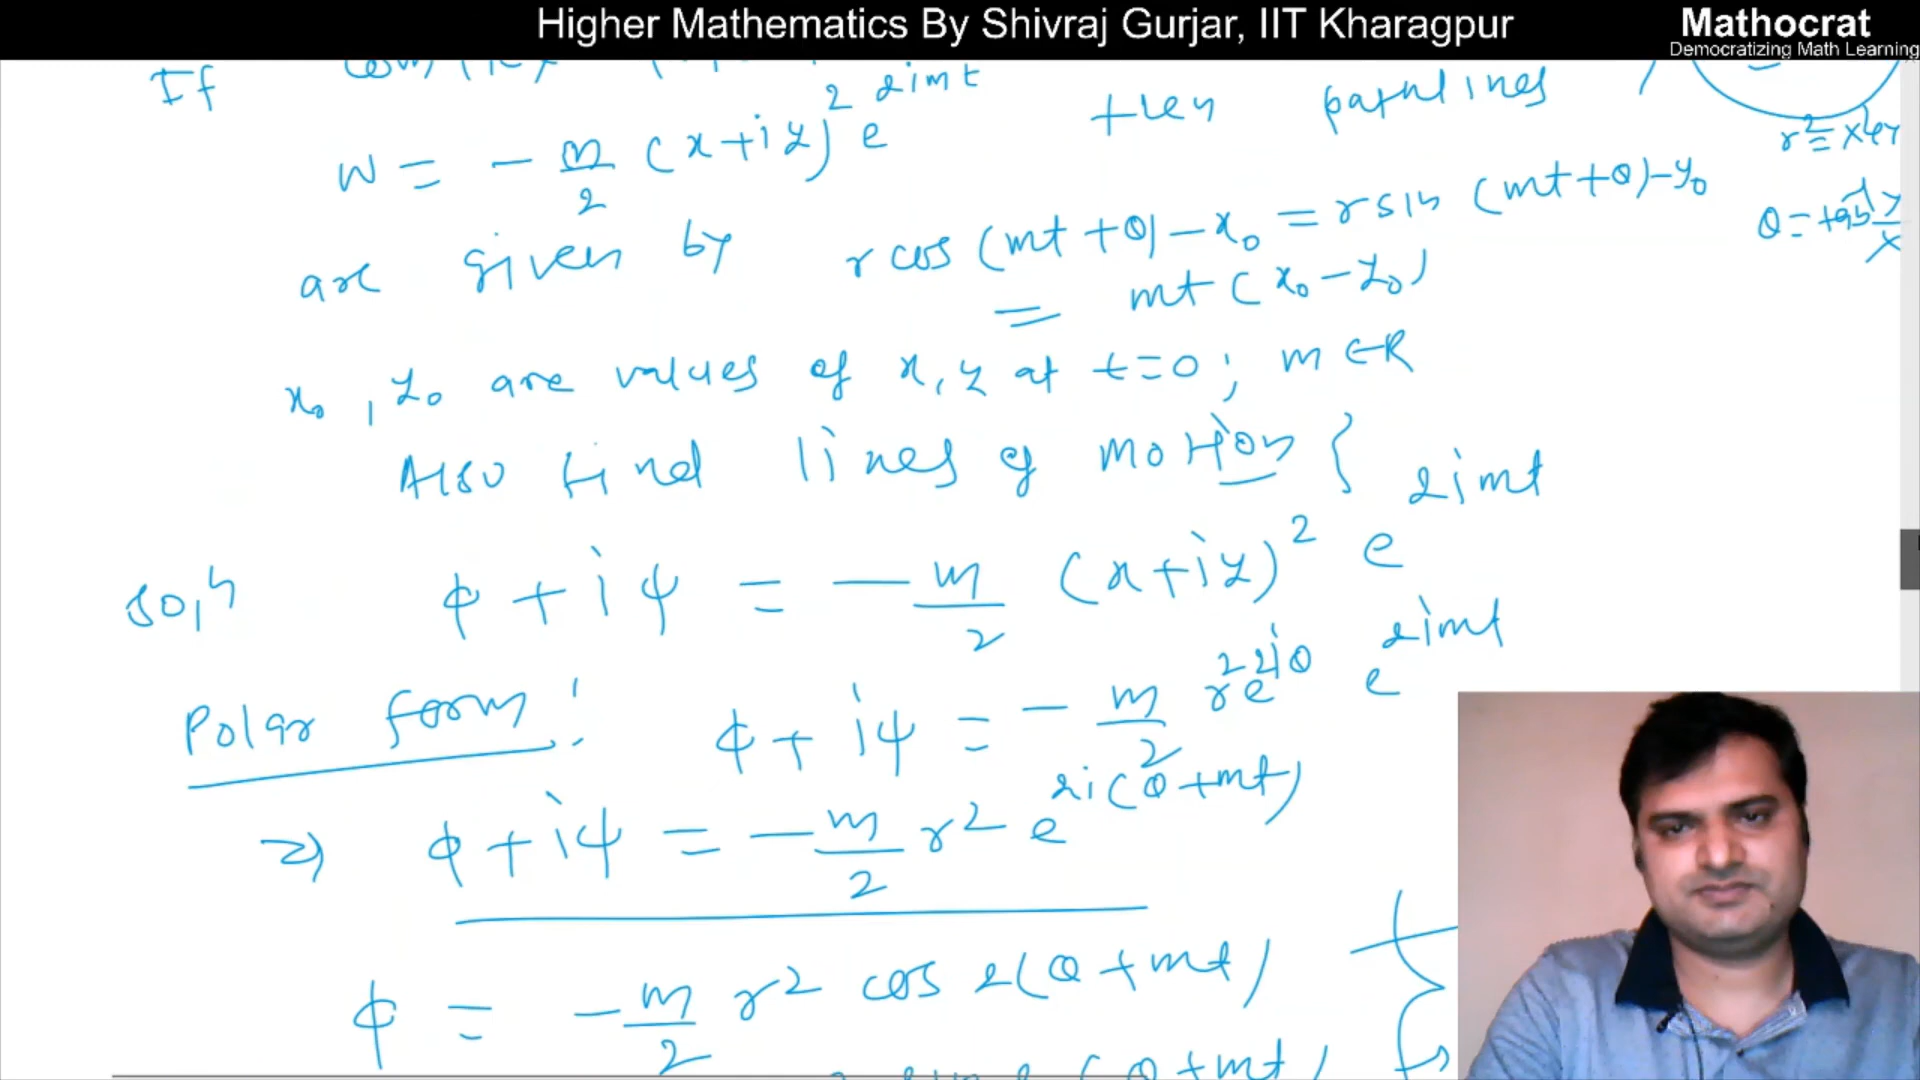 Higher Mathematics By Shivraj Gurjar, IIT Kharagpur
Mathocrat
Democratizing Math Learning
If
w = - m/2 (x+iy)² e^{2imt} then pathlines
r² = x²+y²
θ = tan⁻¹ y/x
are given by r cos (mt+θ) - x₀ = r sin (mt+θ) - y₀
= mt (x₀ - y₀)
x₀, y₀ are values of x, y at t=0; m ∈ R
Also find lines of motion {
Soln φ + iψ = - m/2 (x+iy)² e^{2imt}
Polar form: φ + iψ = - m/2 r² e^{2iθ} e^{2imt}
⇒ φ + iψ = - m/2 r² e^{2i(θ+mt)}
φ = - m/2 r² cos 2(θ+mt)
(θ+mt)